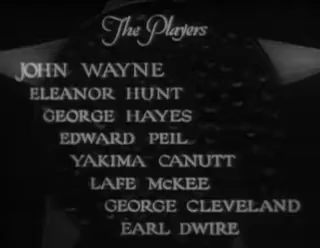 The Players
JOHN WAYNE
ELEANOR HUNT
GEORGE HAYES
EDWARD PEIL
YAKIMA CANUTT
LAFE McKEE
GEORGE CLEVELAND
EARL DWIRE